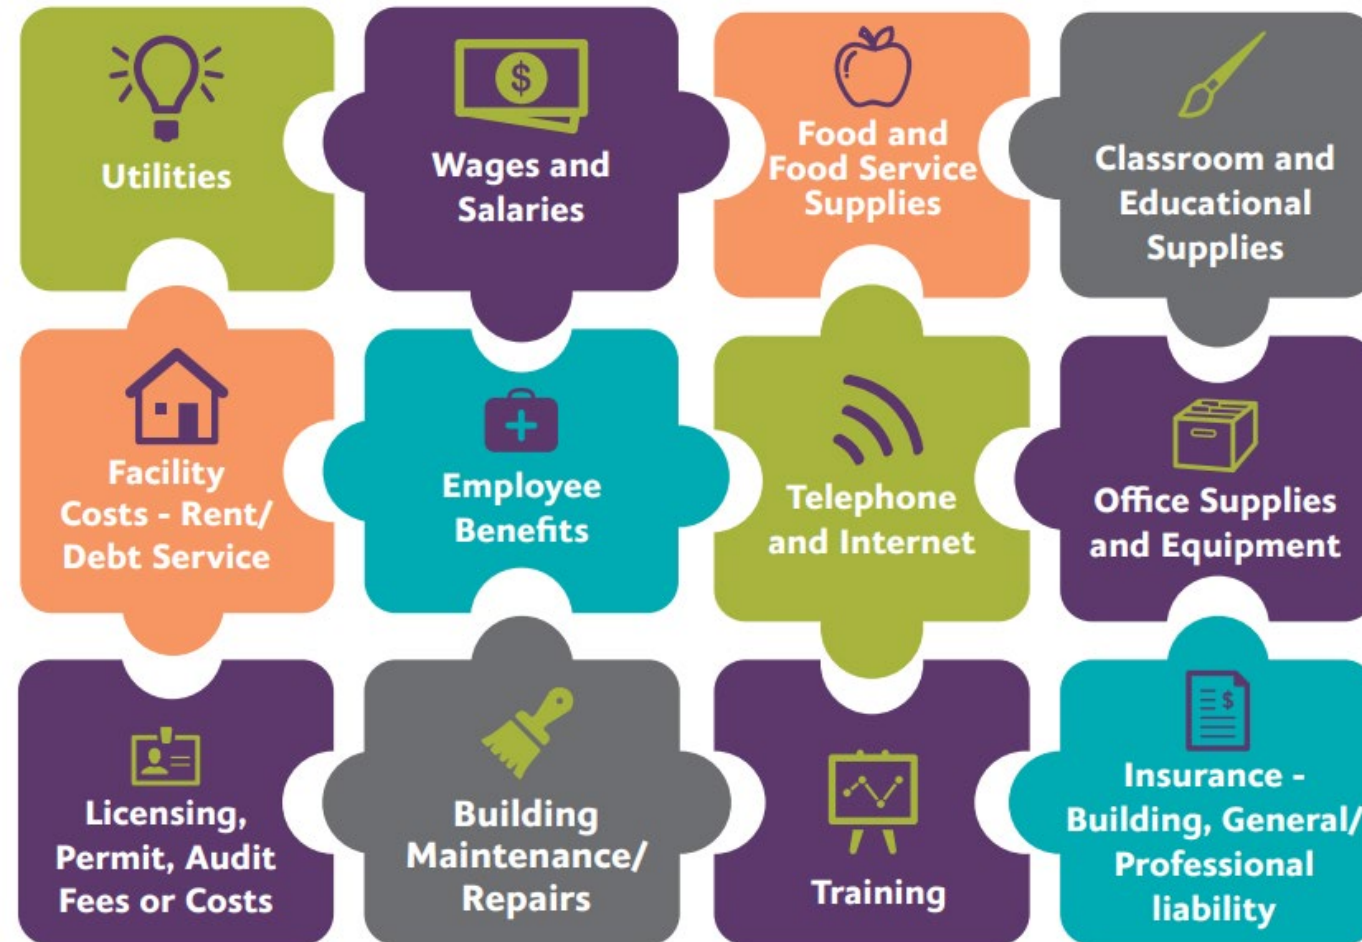 $
Utilities
Wages and
Salaries
Food and
Food Service
Supplies
Classroom and
Educational
Supplies
Facility
Costs - Rent/
Debt Service
Employee
Benefits
Telephone
and Internet
Office Supplies
and Equipment
Licensing,
Permit, Audit
Fees or Costs
Building
Maintenance/
Repairs
Training
$
Insurance -
Building, General/
Professional
liability